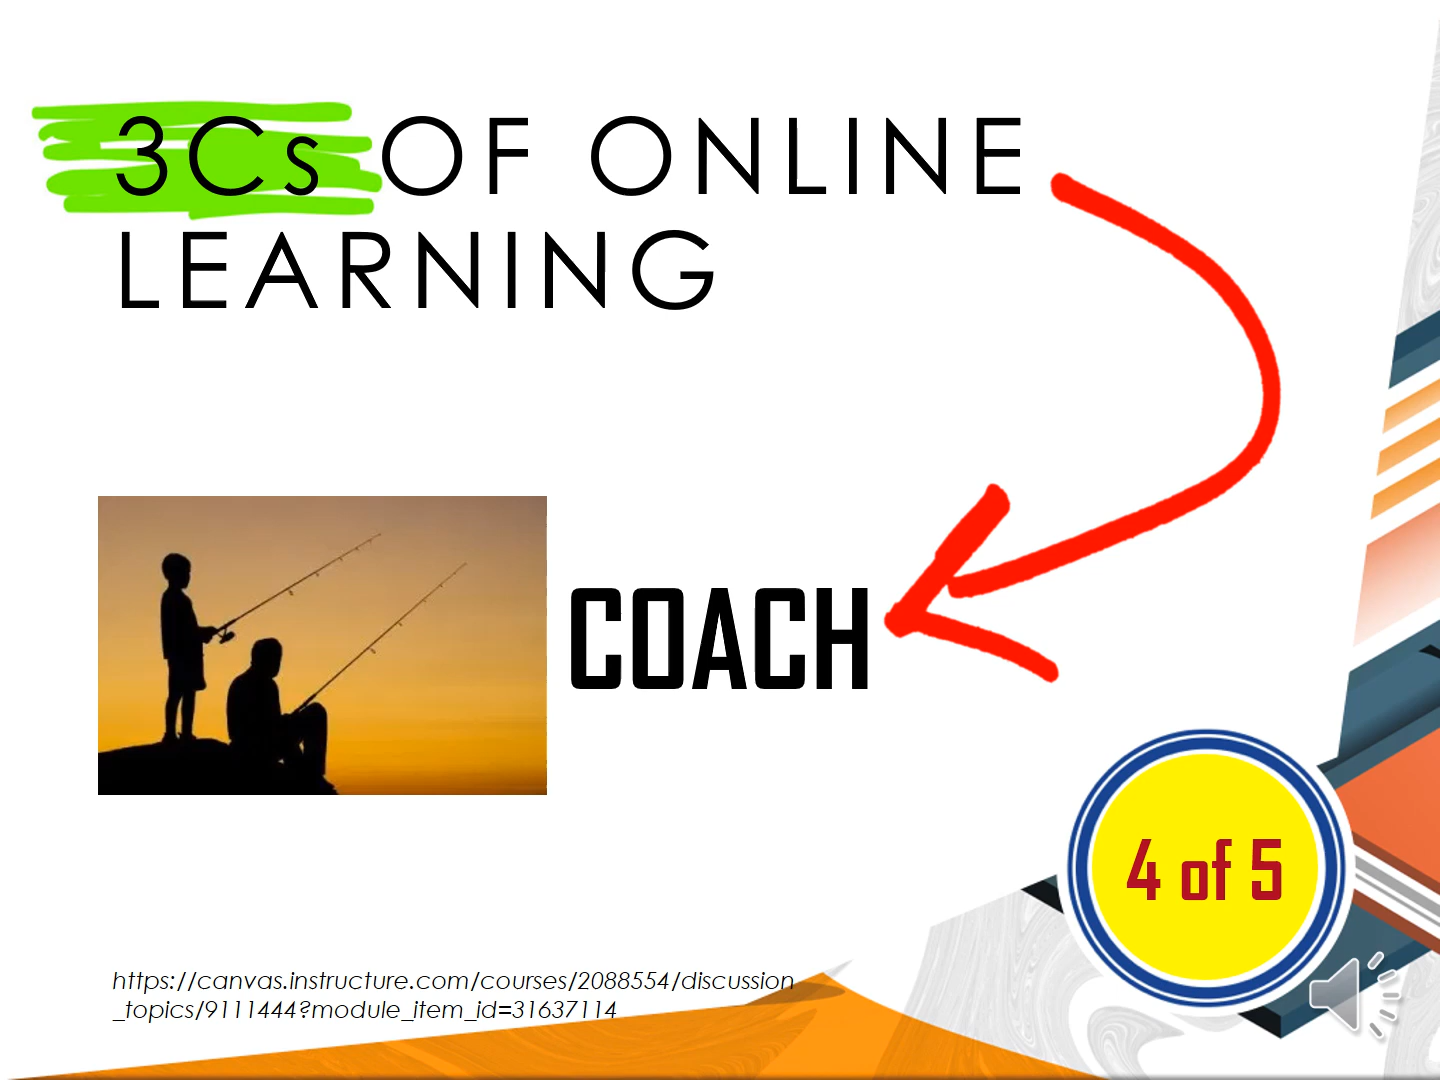 3Cs OF ONLINE
LEARNING
COACH
4 of 5
https://canvas.instructure.com/courses/2088554/discussion
_topics/9111444?module_item_id=31637114